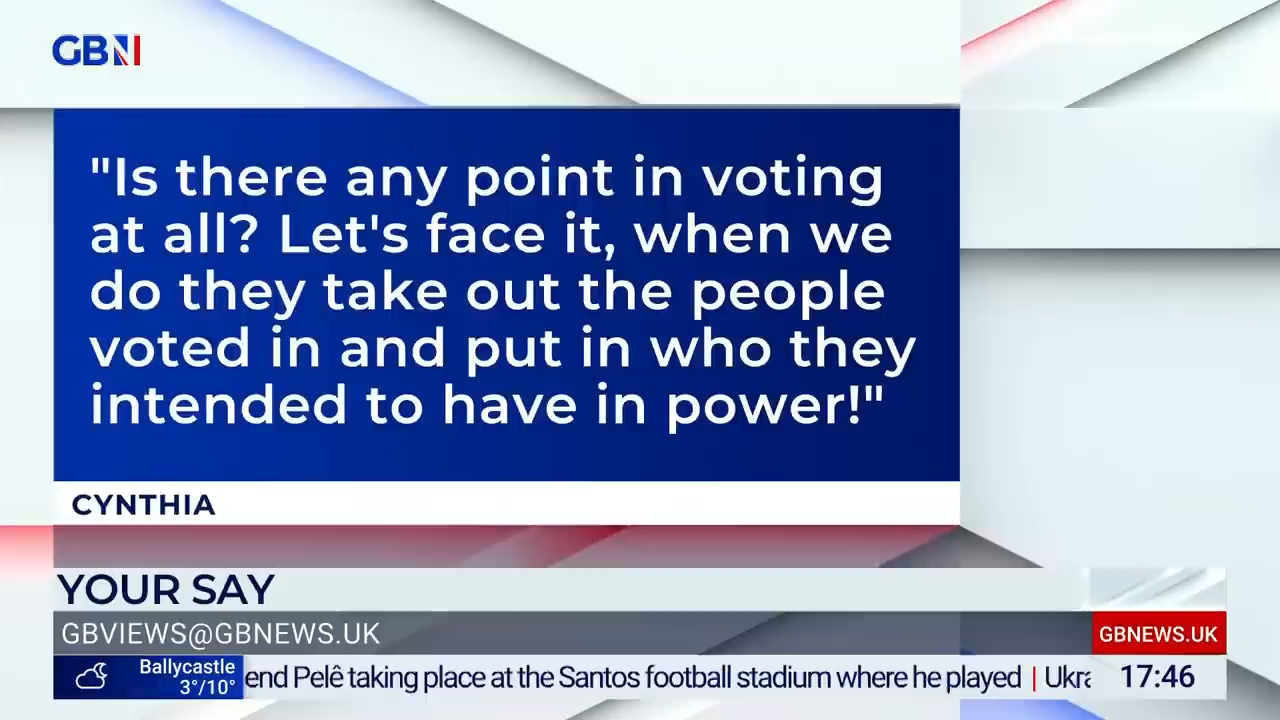 GBN
"Is there any point in voting
at all? Let's face it, when we
do they take out the people
voted in and put in who they
intended to have in power!"
CYNTHIA
YOUR SAY
GBVIEWS@GBNEWS.UK
GBNEWS.UK
Ballycastle
3°/10°
end Pelê taking place at the Santos football stadium where he played | Ukra
17:46